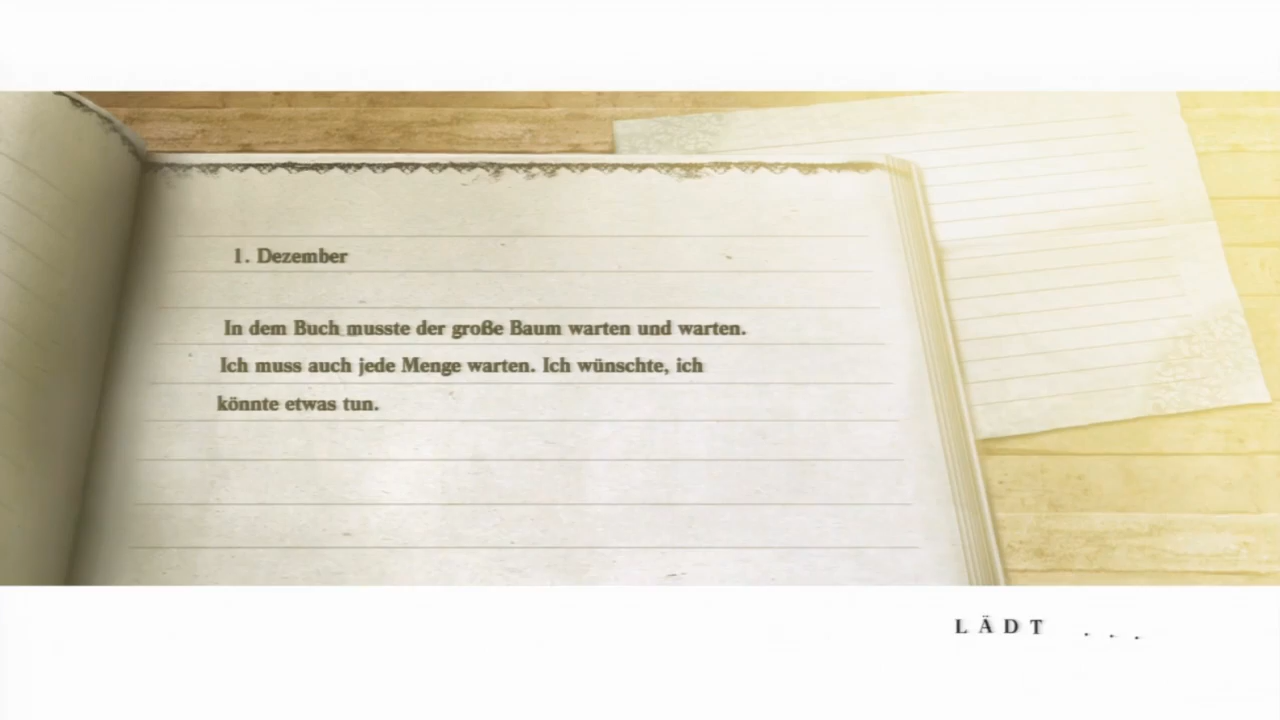 1. Dezember
In dem Buch musste der große Baum warten und warten.
Ich muss auch jede Menge warten. Ich wünschte, ich
könnte etwas tun.
LÄDT ...